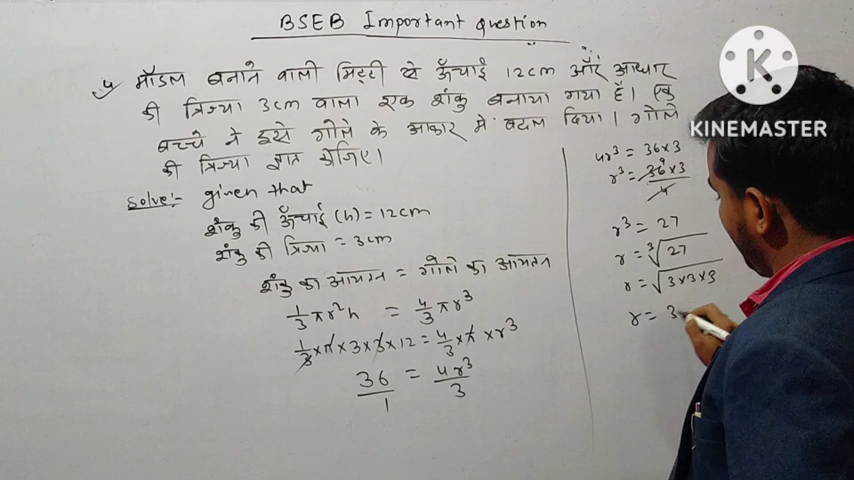 BSEB Important Question
मॉडल बनाने वाली मिट्टी से ऊँचाई 12cm और आधार
की त्रिज्या 3cm वाला एक शंकु बनाया गया है। एक
बच्चे ने इसे गोले के आकार में बदल दिया। गोले
की त्रिज्या ज्ञात कीजिए।
Solve:- given that
शंकु की ऊँचाई (h) = 12cm
शंकु की त्रिज्या = 3cm
शंकु का आयतन = गोले का आयतन
1/3 πr²h = 4/3 πr³
1/3 × π × 3 × 3 × 12 = 4/3 × π × r³
36/1 = 4r³/3
4r³ = 36×3
r³ = 36×3/4
9
r³ = 27
r = ∛27
r = √3×3×3
r = 3
KINEMASTER